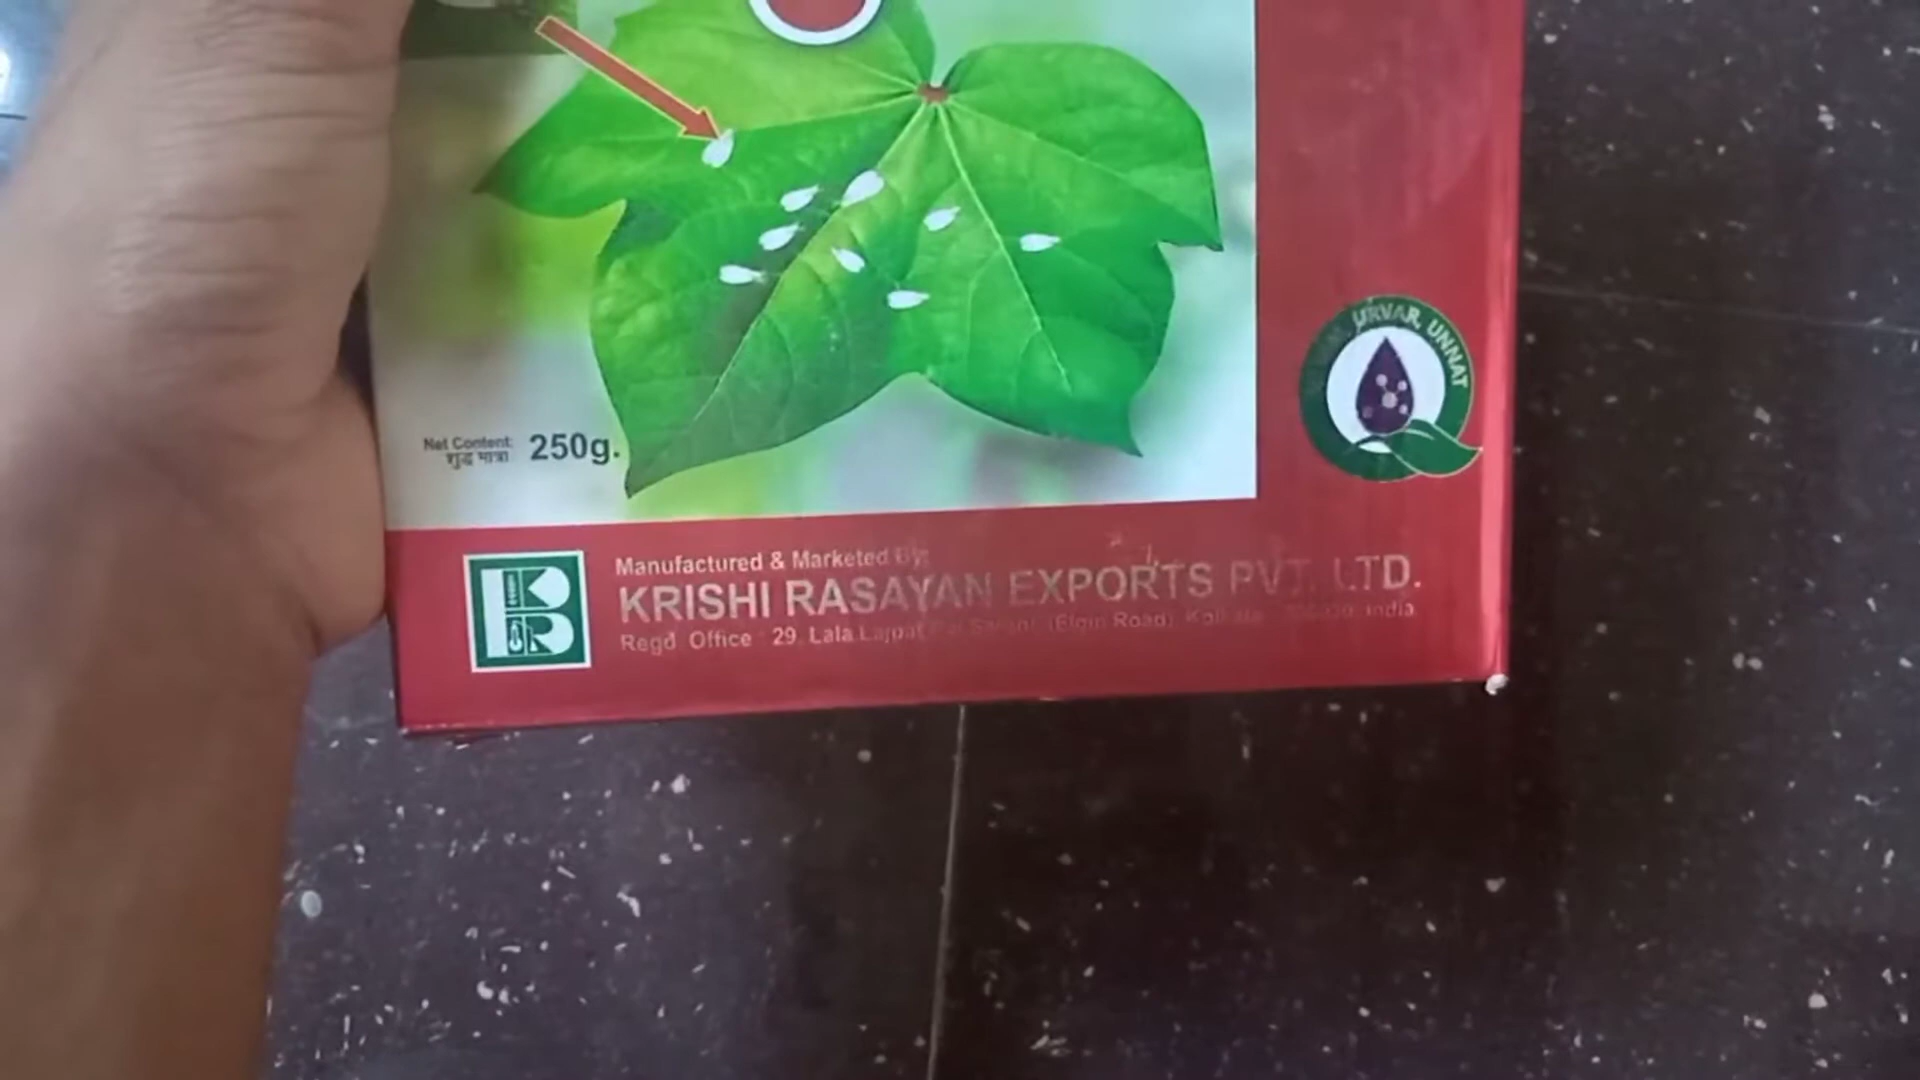 URVAR, UNNAT
Net Content:
शुद्ध मात्रा
250g.
Manufactured & Marketed By:
KRISHI RASAYAN EXPORTS PVT. LTD.
Regd. Office : 29, Lala Lajpat Rai Sarani (Elgin Road), India